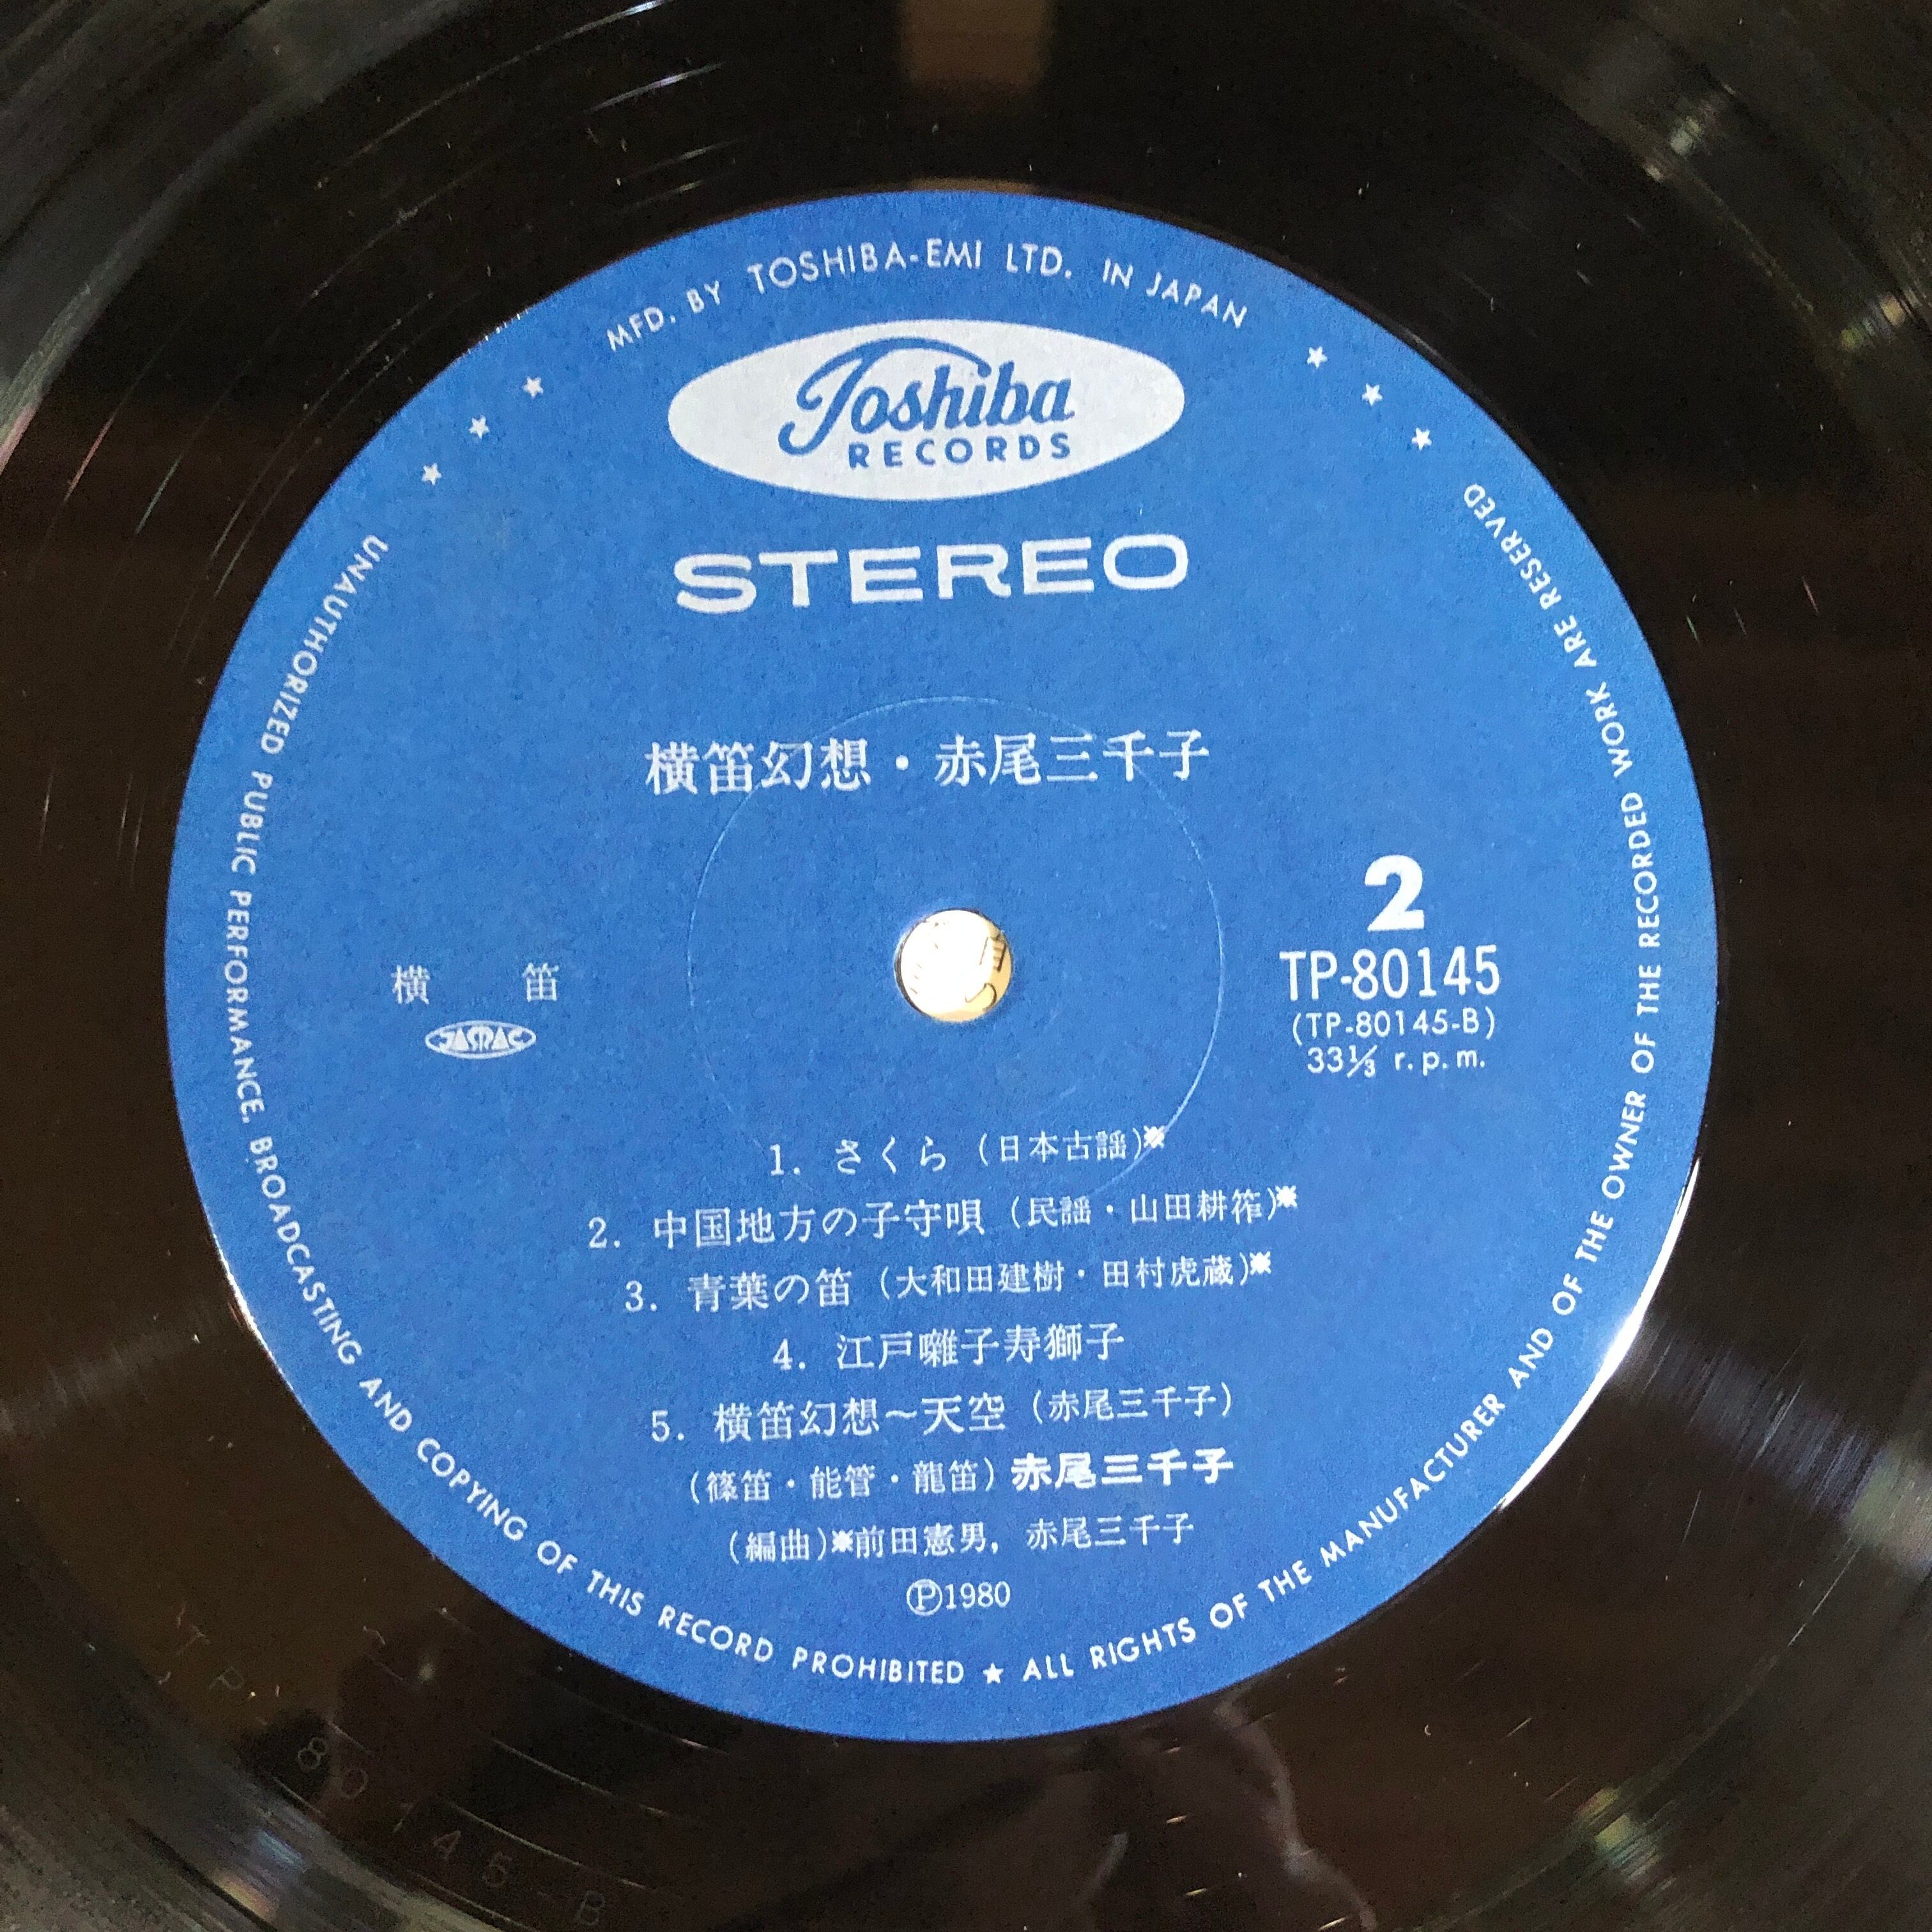 MFD. BY TOSHIBA-EMI LTD. IN JAPAN
Toshiba
RECORDS
STEREO
横笛幻想・赤尾三千子
横笛
JASRAC
2
TP-80145
(TP-80145-B)
33⅓ r.p.m.
1. さくら (日本古謡)※
2. 中国地方の子守唄 (民謡・山田耕筰)※
3. 青葉の笛 (大和田建樹・田村虎蔵)※
4. 江戸囃子寿獅子
5. 横笛幻想～天空 (赤尾三千子)
(篠笛・能管・龍笛) 赤尾三千子
(編曲)※前田憲男, 赤尾三千子
Ⓟ1980
UNAUTHORIZED PUBLIC PERFORMANCE, BROADCASTING AND COPYING OF THIS RECORD PROHIBITED ★ ALL RIGHTS OF THE MANUFACTURER AND OF THE OWNER OF THE RECORDED WORK ARE RESERVED
TP-80145-B